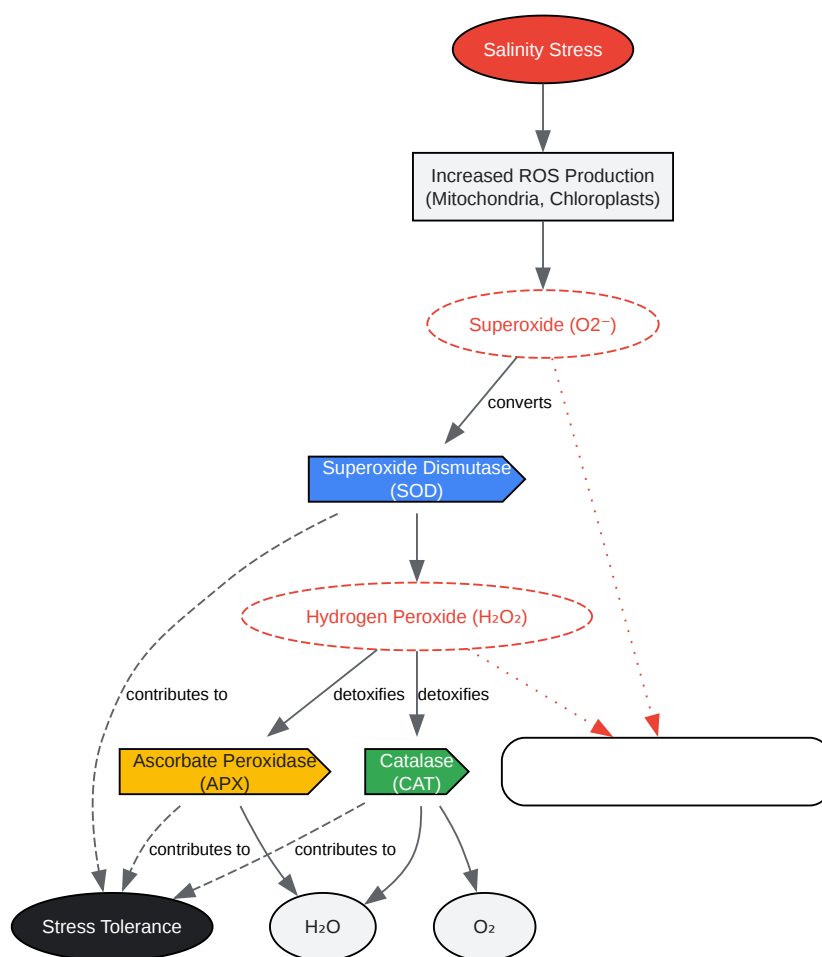 Salinity Stress
Increased ROS Production
(Mitochondria, Chloroplasts)
Superoxide (O2⁻)
converts
Superoxide Dismutase
(SOD)
Hydrogen Peroxide (H₂O₂)
contributes to
detoxifies
detoxifies
Ascorbate Peroxidase
(APX)
Catalase
(CAT)
contributes to
contributes to
Stress Tolerance
H₂O
O₂